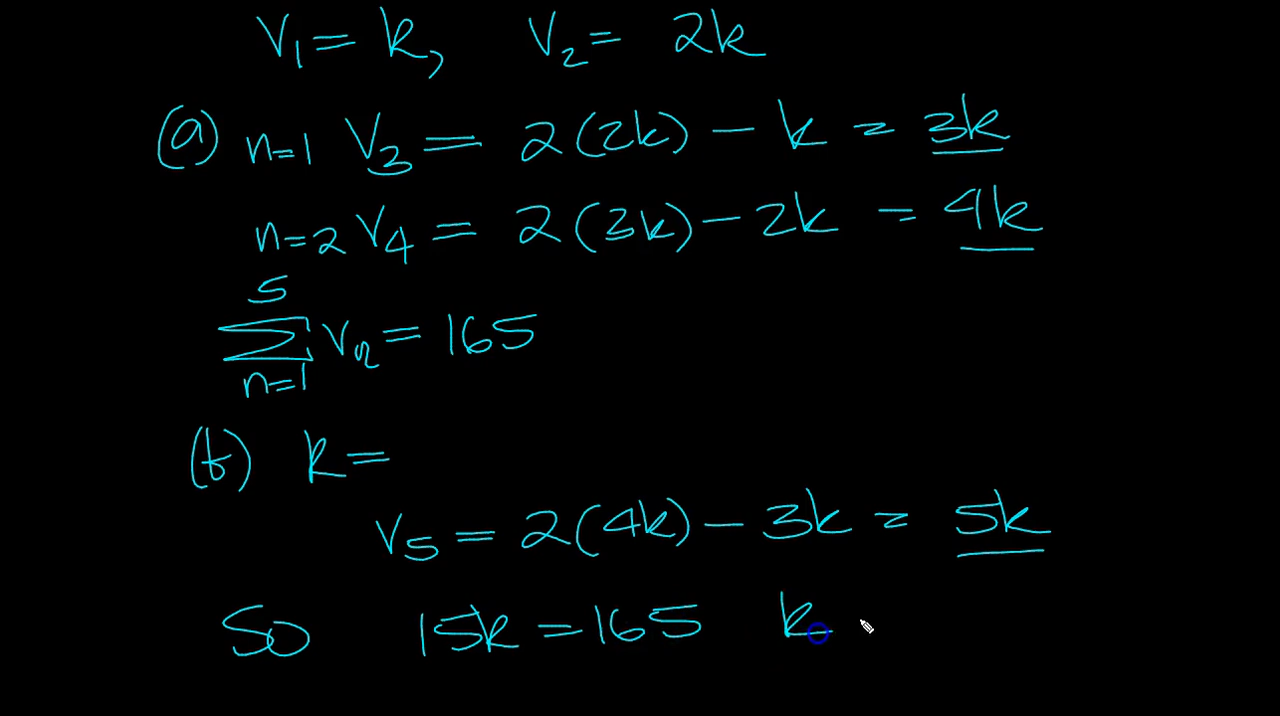 V₁ = k, V₂ = 2k
(a) n=1 V₃ = 2(2k) − k = 3k
n=2 V₄ = 2(3k) − 2k = 4k
5
∑ Vₙ = 165
n=1
(b) k =
V₅ = 2(4k) − 3k = 5k
So 15k = 165 k